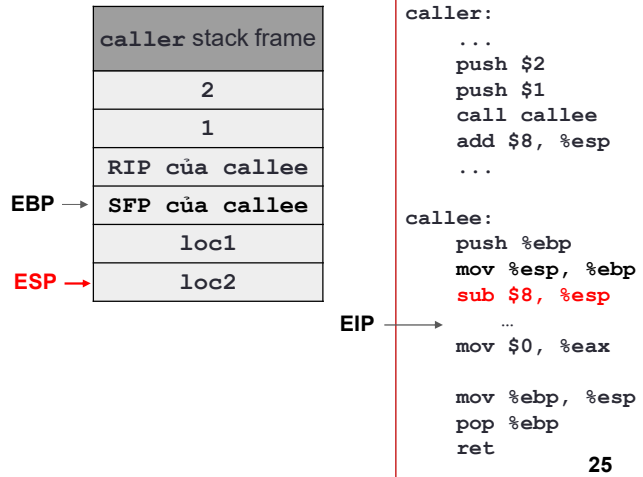 caller stack frame
2
1
RIP của callee
EBP → SFP của callee
loc1
ESP → loc2
caller:
...
push $2
push $1
call callee
add $8, %esp
...
callee:
push %ebp
mov %esp, %ebp
sub $8, %esp
EIP → …
mov $0, %eax
mov %ebp, %esp
pop %ebp
ret
25